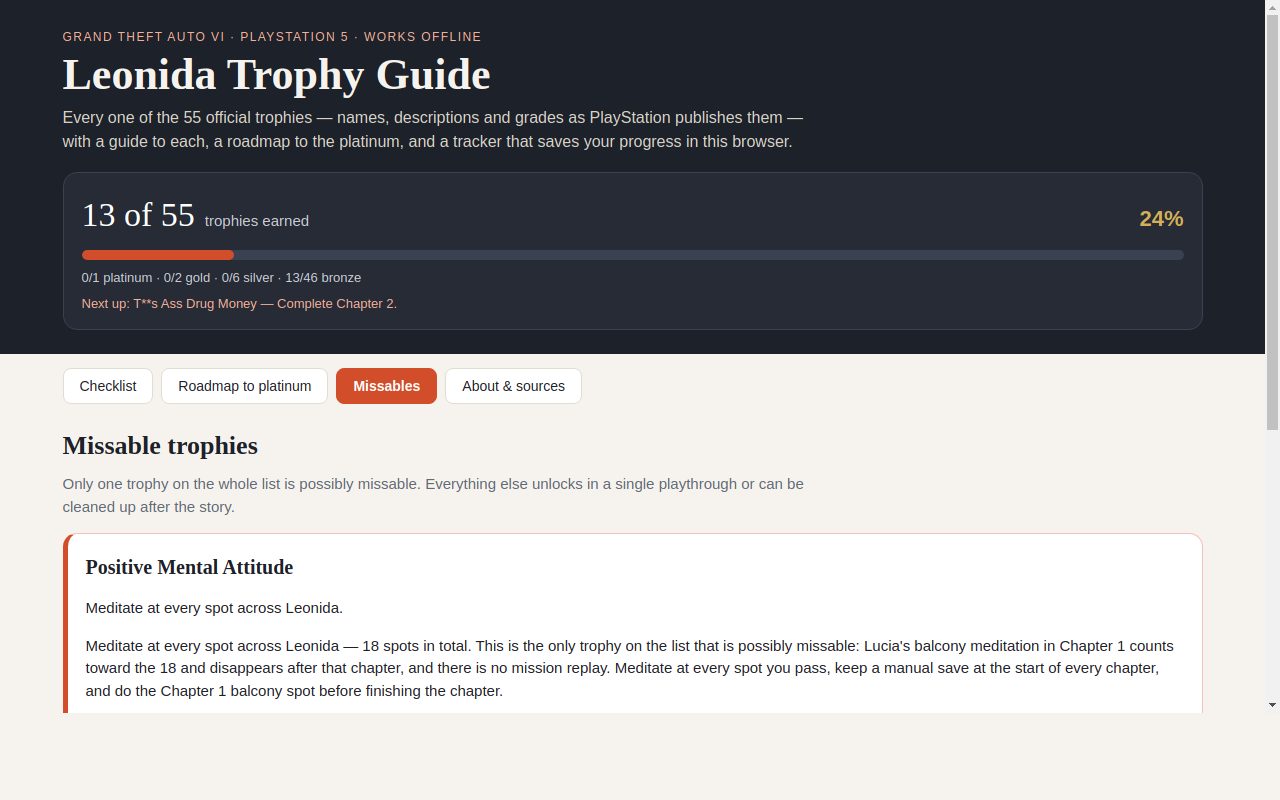 GRAND THEFT AUTO VI · PLAYSTATION 5 · WORKS OFFLINE
Leonida Trophy Guide
Every one of the 55 official trophies — names, descriptions and grades as PlayStation publishes them —
with a guide to each, a roadmap to the platinum, and a tracker that saves your progress in this browser.
13 of 55 trophies earned
24%
0/1 platinum · 0/2 gold · 0/6 silver · 13/46 bronze
Next up: T**s Ass Drug Money — Complete Chapter 2.
Checklist
Roadmap to platinum
Missables
About & sources
Missable trophies
Only one trophy on the whole list is possibly missable. Everything else unlocks in a single playthrough or can be
cleaned up after the story.
Positive Mental Attitude
Meditate at every spot across Leonida.
Meditate at every spot across Leonida — 18 spots in total. This is the only trophy on the list that is possibly missable: Lucia's balcony meditation in Chapter 1 counts
toward the 18 and disappears after that chapter, and there is no mission replay. Meditate at every spot you pass, keep a manual save at the start of every chapter,
and do the Chapter 1 balcony spot before finishing the chapter.